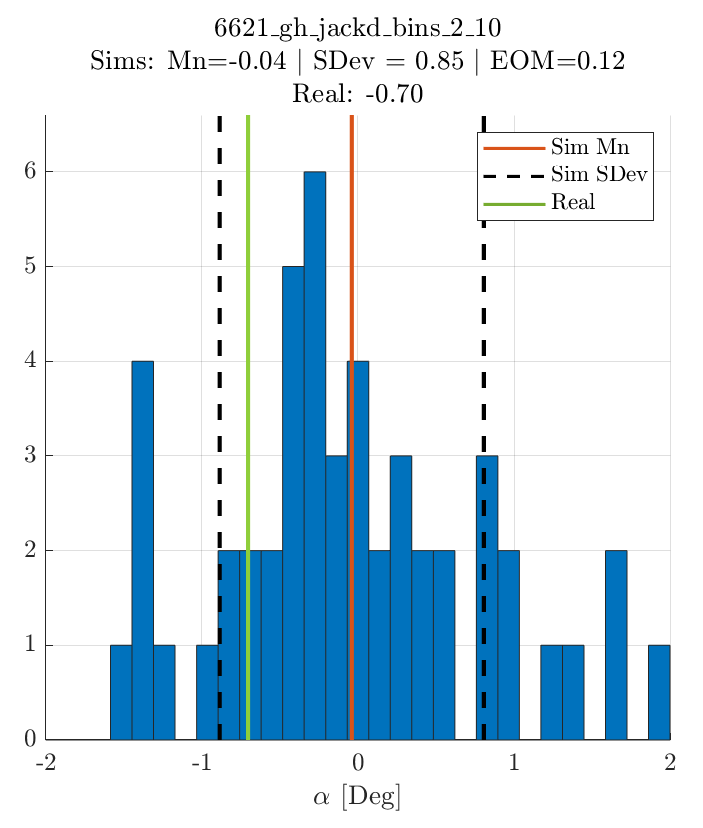 6621_gh_jackd_bins_2_10
Sims: Mn=-0.04 | SDev = 0.85 | EOM=0.12
Real: -0.70
Sim Mn
Sim SDev
Real
6
5
4
3
2
1
0
-2 -1 0 1 2
α [Deg]